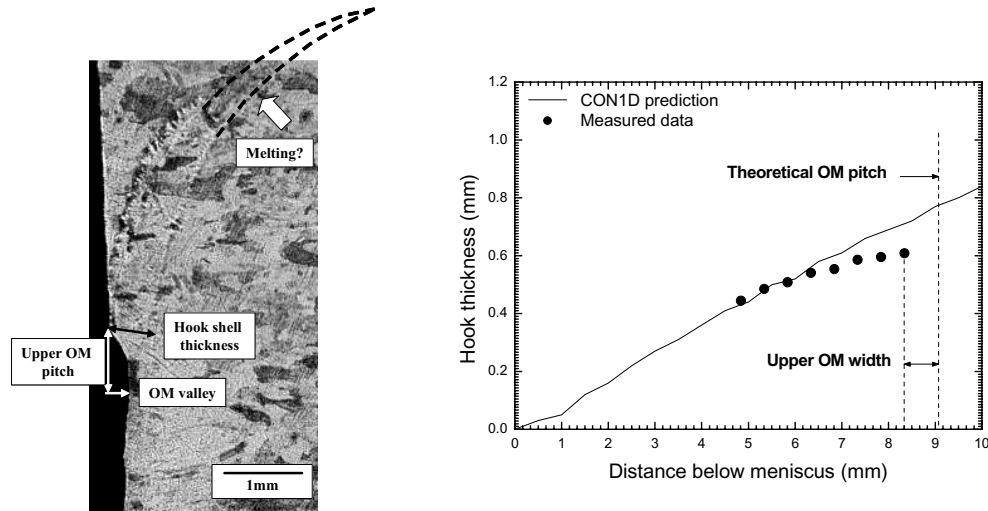 Melting?
Hook shell
thickness
Upper OM
pitch
OM valley
1mm
CON1D prediction
Measured data
Theoretical OM pitch
Upper OM width
Hook thickness (mm)
1.2
1.0
0.8
0.6
0.4
0.2
0.0
0 1 2 3 4 5 6 7 8 9 10
Distance below meniscus (mm)